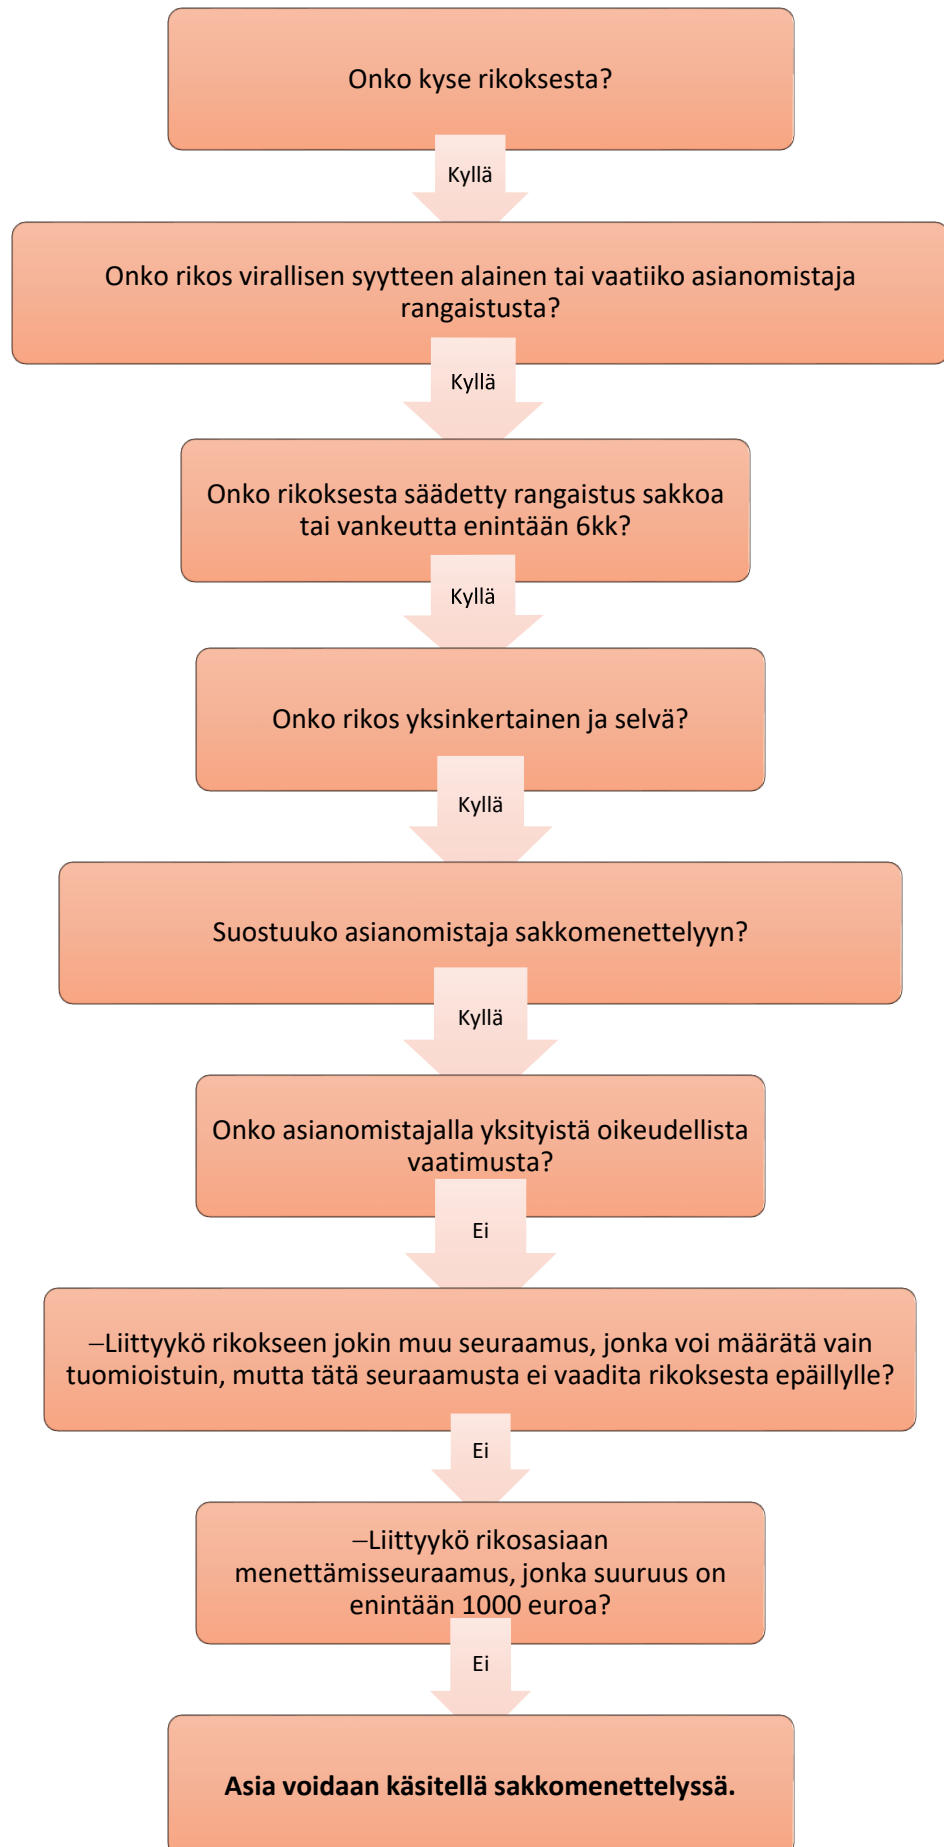 Onko kyse rikoksesta?
Kyllä
Onko rikos virallisen syytteen alainen tai vaatiiko asianomistaja
rangaistusta?
Kyllä
Onko rikoksesta säädetty rangaistus sakkoa
tai vankeutta enintään 6kk?
Kyllä
Onko rikos yksinkertainen ja selvä?
Kyllä
Suostuuko asianomistaja sakkomenettelyyn?
Kyllä
Onko asianomistajalla yksityistä oikeudellista
vaatimusta?
Ei
–Liittyykö rikokseen jokin muu seuraamus, jonka voi määrätä vain
tuomioistuin, mutta tätä seuraamusta ei vaadita rikoksesta epäillylle?
Ei
–Liittyykö rikosasiaan
menettämisseuraamus, jonka suuruus on
enintään 1000 euroa?
Ei
Asia voidaan käsitellä sakkomenettelyssä.